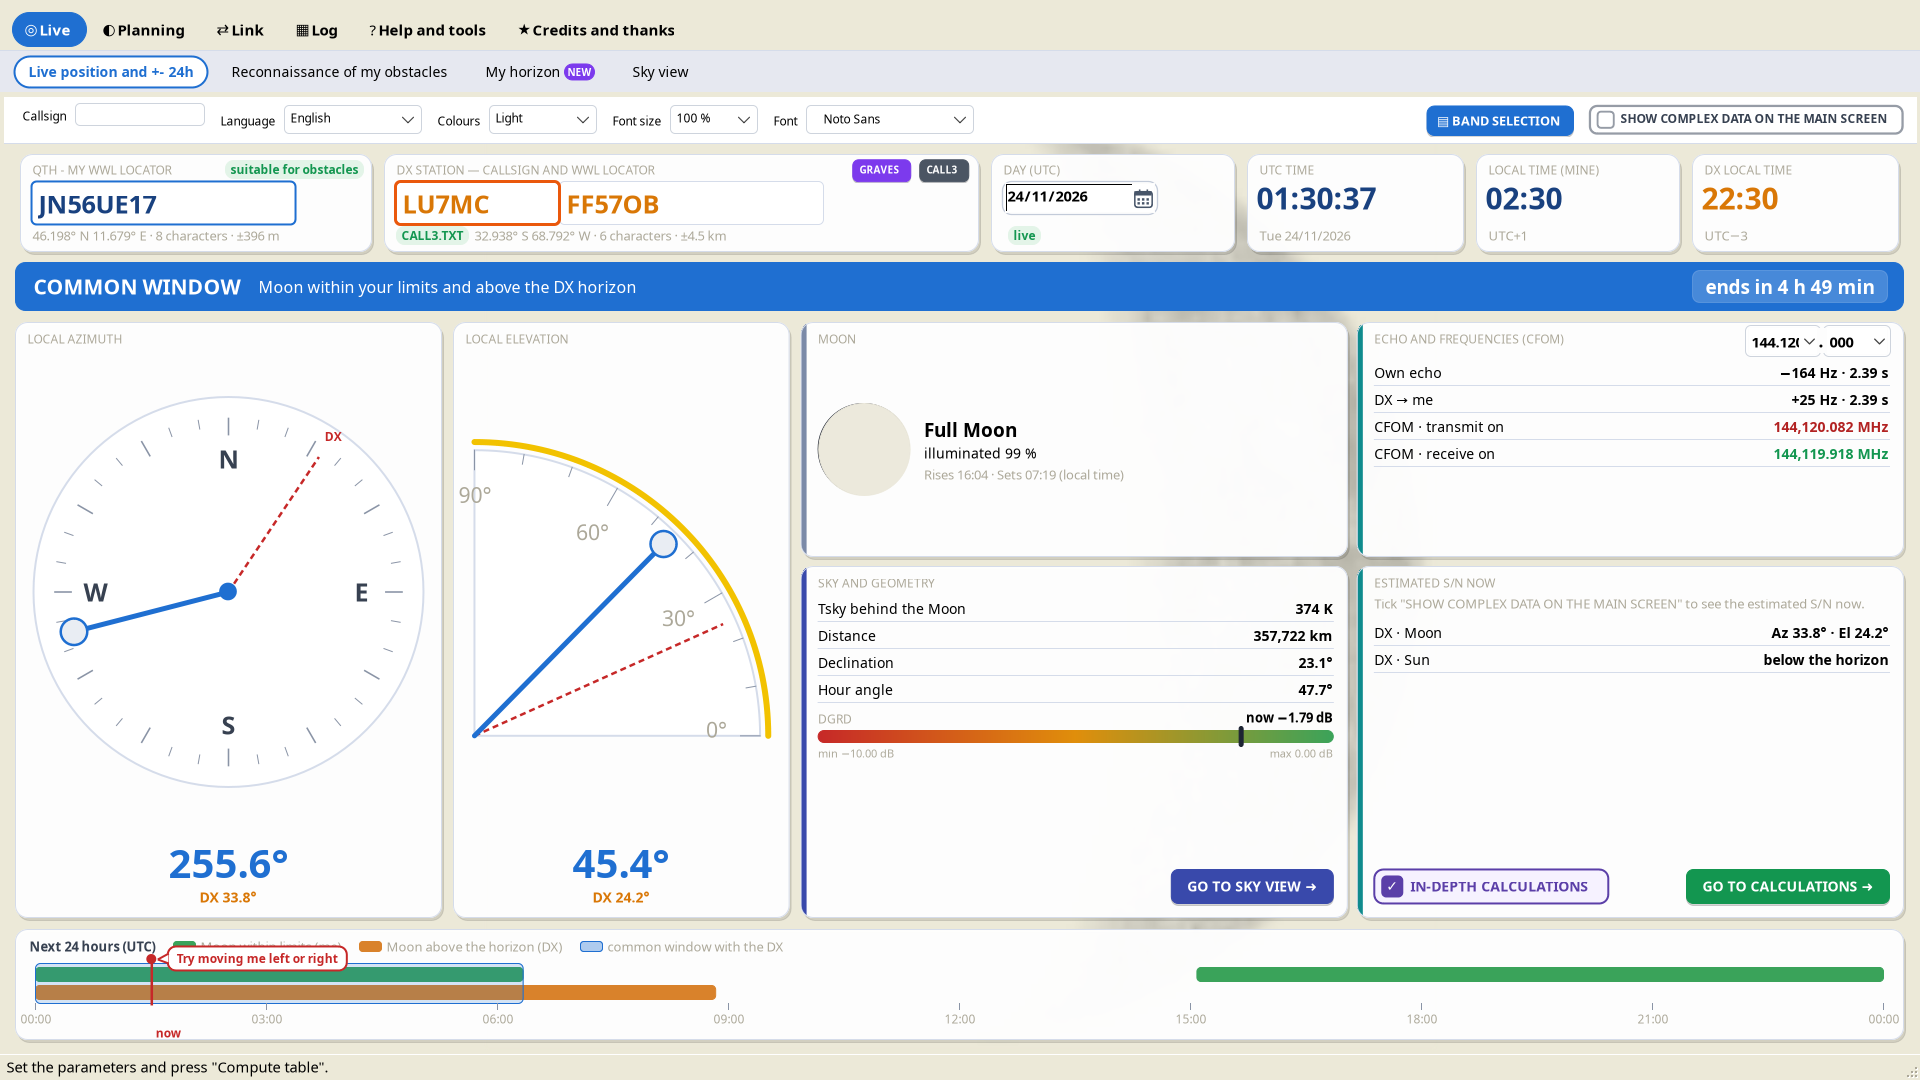 ◎ Live ◐ Planning ⇄ Link ▦ Log ? Help and tools ★ Credits and thanks
Live position and +- 24h Reconnaissance of my obstacles My horizon NEW Sky view
Callsign Language English Colours Light Font size 100 % Font Noto Sans ▤ BAND SELECTION SHOW COMPLEX DATA ON THE MAIN SCREEN
QTH - MY WWL LOCATOR suitable for obstacles
JN56UE17
46.198° N 11.679° E · 8 characters · ±396 m
DX STATION — CALLSIGN AND WWL LOCATOR GRAVES CALL3
LU7MC FF57OB
CALL3.TXT 32.938° S 68.792° W · 6 characters · ±4.5 km
DAY (UTC)
24/11/2026
live
UTC TIME
01:30:37
Tue 24/11/2026
LOCAL TIME (MINE)
02:30
UTC+1
DX LOCAL TIME
22:30
UTC−3
COMMON WINDOW Moon within your limits and above the DX horizon ends in 4 h 49 min
LOCAL AZIMUTH
DX
N
W E
S
255.6°
DX 33.8°
LOCAL ELEVATION
90°
60°
30°
0°
45.4°
DX 24.2°
MOON
Full Moon
illuminated 99 %
Rises 16:04 · Sets 07:19 (local time)
ECHO AND FREQUENCIES (CFOM) 144.120 . 000
Own echo −164 Hz · 2.39 s
DX → me +25 Hz · 2.39 s
CFOM · transmit on 144,120.082 MHz
CFOM · receive on 144,119.918 MHz
SKY AND GEOMETRY
Tsky behind the Moon 374 K
Distance 357,722 km
Declination 23.1°
Hour angle 47.7°
DGRD now −1.79 dB
min −10.00 dB max 0.00 dB
GO TO SKY VIEW →
ESTIMATED S/N NOW
Tick "SHOW COMPLEX DATA ON THE MAIN SCREEN" to see the estimated S/N now.
DX · Moon Az 33.8° · El 24.2°
DX · Sun below the horizon
✓ IN-DEPTH CALCULATIONS GO TO CALCULATIONS →
Next 24 hours (UTC) Moon within limits (me) Moon above the horizon (DX) common window with the DX
Try moving me left or right
00:00 03:00 06:00 09:00 12:00 15:00 18:00 21:00 00:00
now
Set the parameters and press "Compute table".